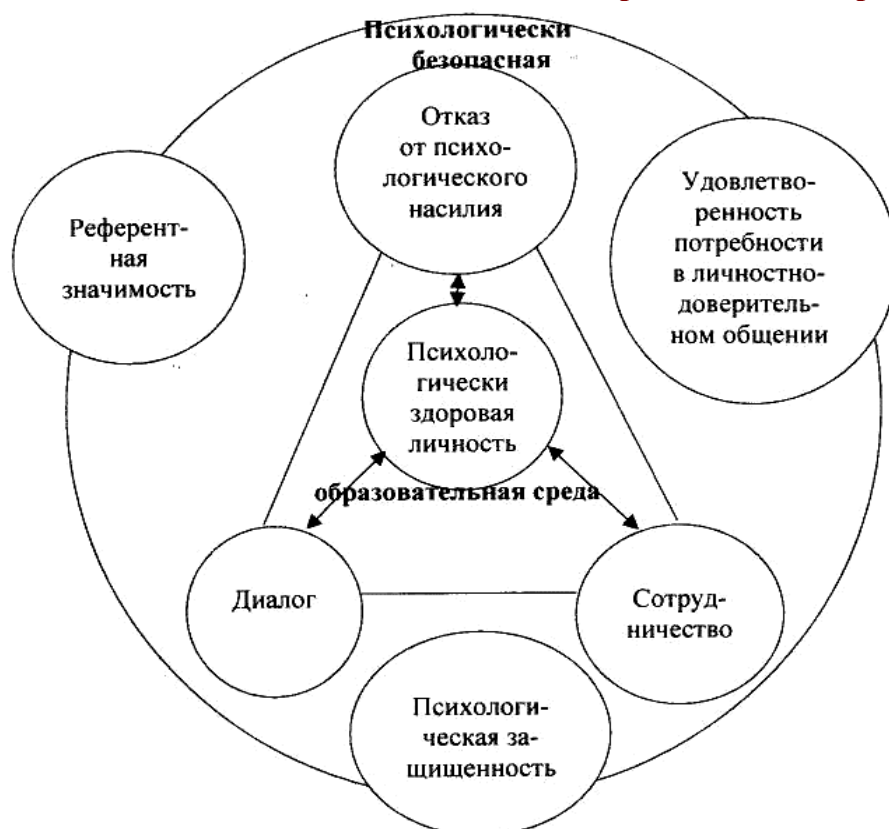 Психологически
безопасная
Отказ
от психо-
логического
насилия
Референт-
ная
значимость
Удовлетво-
ренность
потребности
в личностно-
доверитель-
ном общении
Психоло-
гически
здоровая
личность
образовательная среда
Диалог
Сотруд-
ничество
Психологи-
ческая за-
щищенность